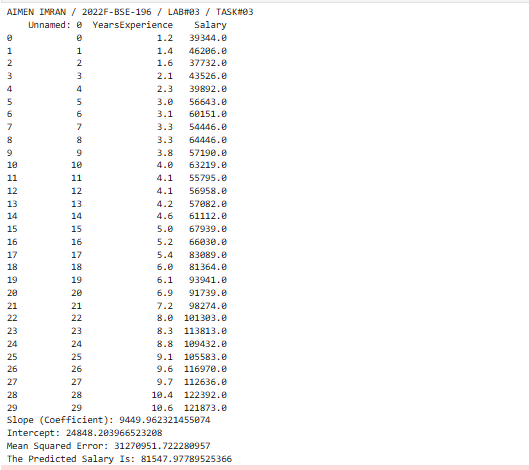 AIMEN IMRAN / 2022F-BSE-196 / LAB#03 / TASK#03
Unnamed: 0  YearsExperience  Salary
0  0  1.2  39344.0
1  1  1.4  46206.0
2  2  1.6  37732.0
3  3  2.1  43526.0
4  4  2.3  39892.0
5  5  3.0  56643.0
6  6  3.1  60151.0
7  7  3.3  54446.0
8  8  3.3  64446.0
9  9  3.8  57190.0
10  10  4.0  63219.0
11  11  4.1  55795.0
12  12  4.1  56958.0
13  13  4.2  57082.0
14  14  4.6  61112.0
15  15  5.0  67939.0
16  16  5.2  66030.0
17  17  5.4  83089.0
18  18  6.0  81364.0
19  19  6.1  93941.0
20  20  6.9  91739.0
21  21  7.2  98274.0
22  22  8.0  101303.0
23  23  8.3  113813.0
24  24  8.8  109432.0
25  25  9.1  105583.0
26  26  9.6  116970.0
27  27  9.7  112636.0
28  28  10.4  122392.0
29  29  10.6  121873.0
Slope (Coefficient): 9449.962321455074
Intercept: 24848.203966523208
Mean Squared Error: 31270951.722280957
The Predicted Salary Is: 81547.97789525366